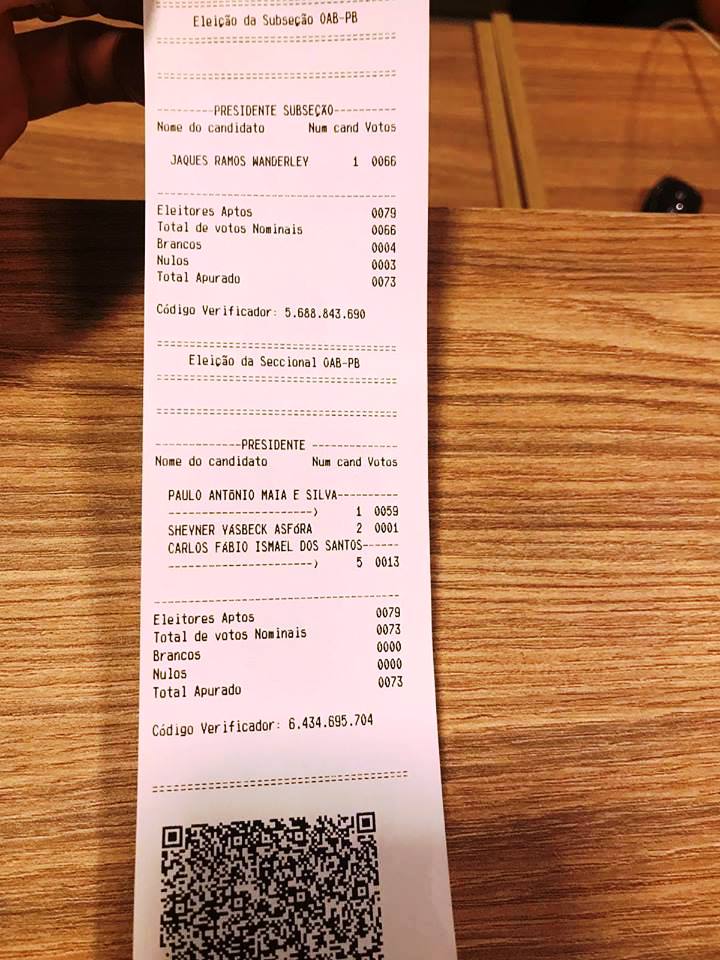 Eleição da Subseção OAB-PB
================================
================================
---------PRESIDENTE SUBSEÇÃO----------
Nome do candidato Num cand Votos
JAQUES RAMOS WANDERLEY 1 0066
--------------------------------------
Eleitores Aptos 0079
Total de votos Nominais 0066
Brancos 0004
Nulos 0003
Total Apurado 0073
Código Verificador: 5.688.843.690
================================
Eleição da Seccional OAB-PB
================================
================================
-------------PRESIDENTE -------------
Nome do candidato Num cand Votos
PAULO ANTÔNIO MAIA E SILVA----------
----------------------> 1 0059
SHEYNER YÀSBECK ASFÓRA 2 0001
CARLOS FÁBIO ISMAEL DOS SANTOS------
----------------------> 5 0013
--------------------------------------
Eleitores Aptos 0079
Total de votos Nominais 0073
Brancos 0000
Nulos 0000
Total Apurado 0073
Código Verificador: 6.434.695.704
================================